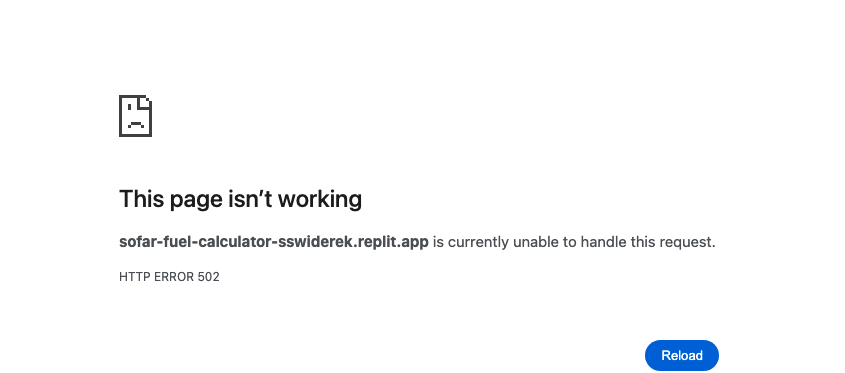 This page isn’t working
sofar-fuel-calculator-sswiderek.replit.app is currently unable to handle this request.
HTTP ERROR 502
Reload